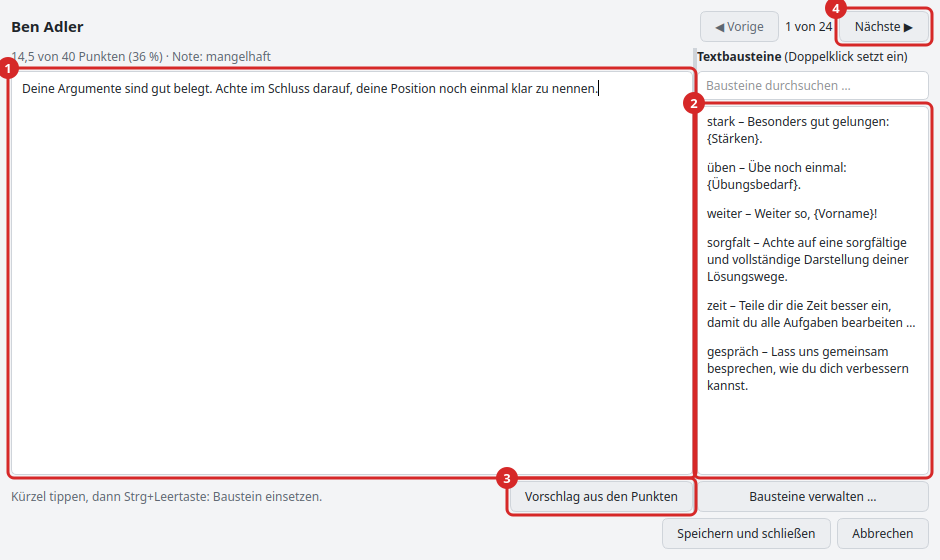 Ben Adler
◀ Vorige
1 von 24
4
Nächste ▶
14,5 von 40 Punkten (36 %) · Note: mangelhaft
Textbausteine (Doppelklick setzt ein)
1
Deine Argumente sind gut belegt. Achte im Schluss darauf, deine Position noch einmal klar zu nennen.
Bausteine durchsuchen ...
2
stark – Besonders gut gelungen:
{Stärken}.
üben – Übe noch einmal:
{Übungsbedarf}.
weiter – Weiter so, {Vorname}!
sorgfalt – Achte auf eine sorgfältige
und vollständige Darstellung deiner
Lösungswege.
zeit – Teile dir die Zeit besser ein,
damit du alle Aufgaben bearbeiten ...
gespräch – Lass uns gemeinsam
besprechen, wie du dich verbessern
kannst.
Kürzel tippen, dann Strg+Leertaste: Baustein einsetzen.
3
Vorschlag aus den Punkten
Bausteine verwalten ...
Speichern und schließen
Abbrechen